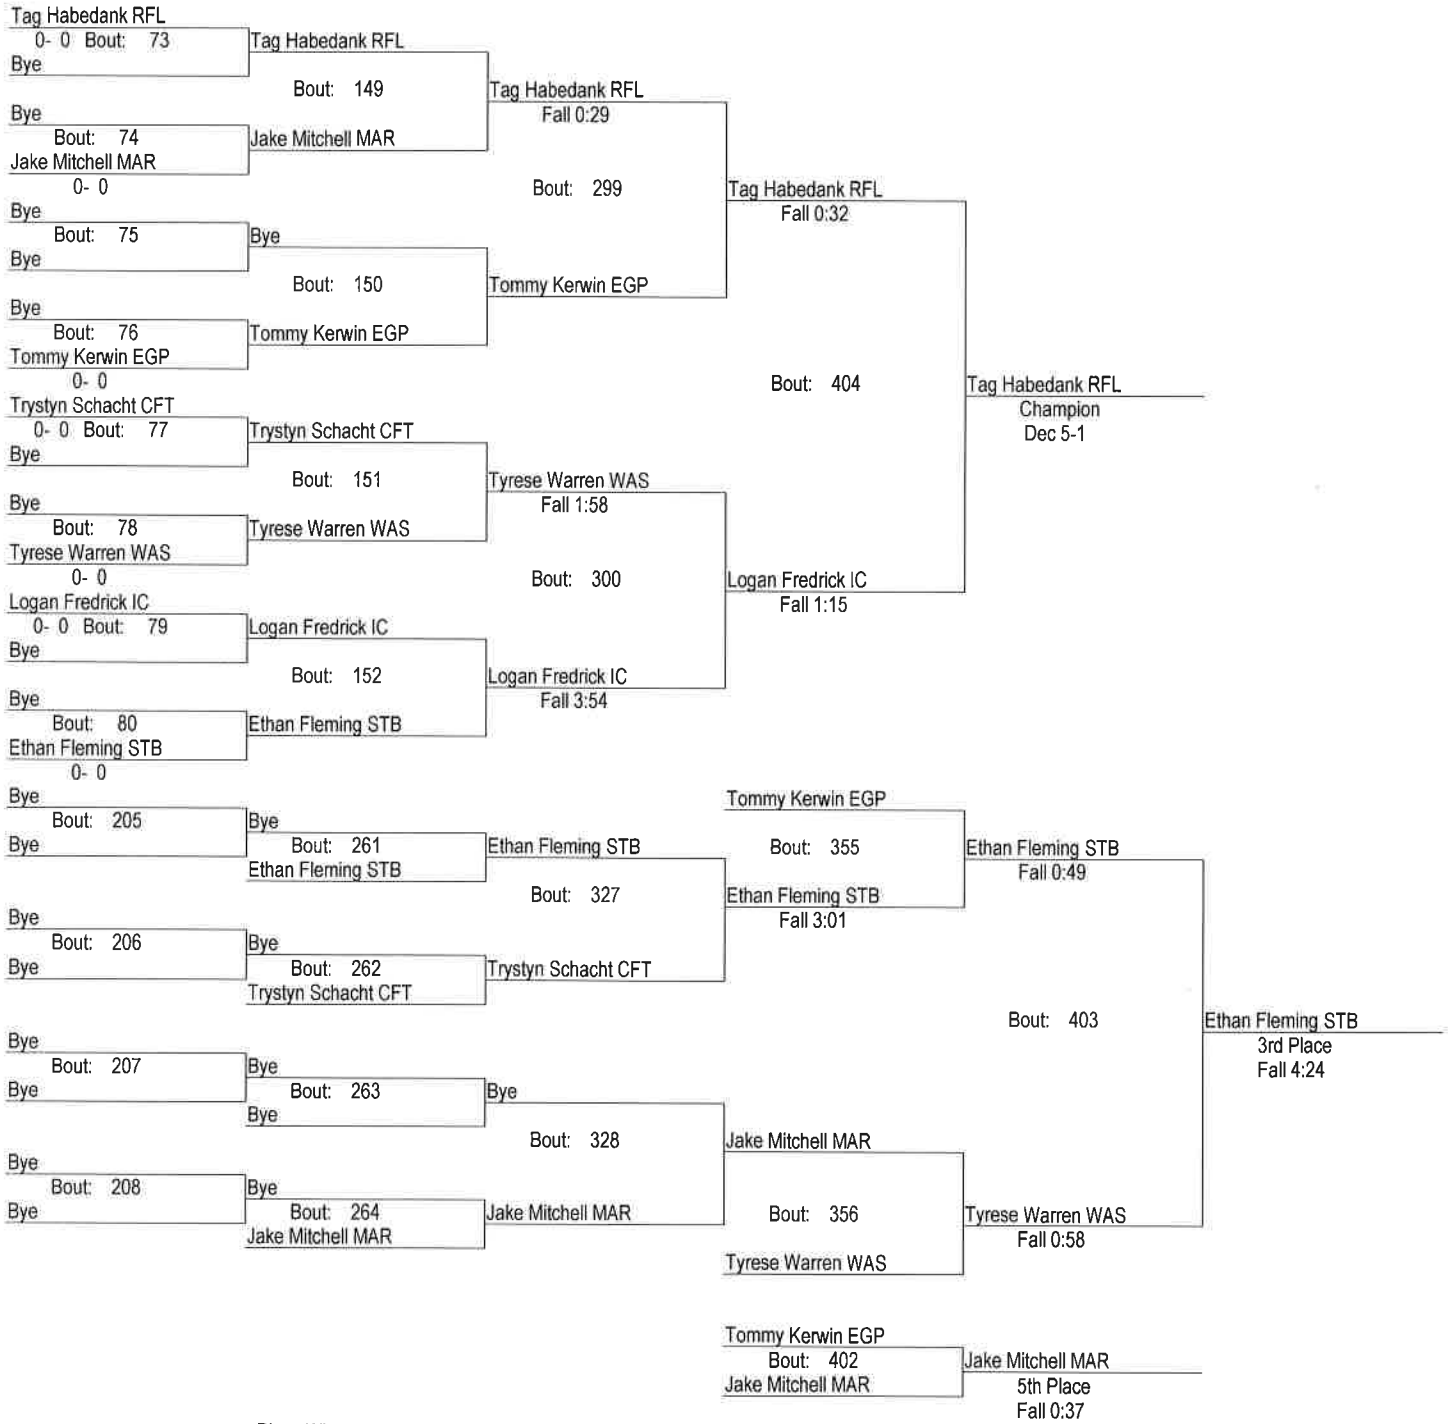 Tag Habedank RFL
0- 0 Bout: 73
Bye
Tag Habedank RFL
Bout: 149
Bye
Bout: 74
Jake Mitchell MAR
0- 0
Jake Mitchell MAR
Tag Habedank RFL
Fall 0:29
Bout: 299
Bye
Bout: 75
Bye
Bye
Bout: 150
Bye
Bout: 76
Tommy Kerwin EGP
0- 0
Tommy Kerwin EGP
Tommy Kerwin EGP
Tag Habedank RFL
Fall 0:32
Bout: 404
Tag Habedank RFL
Champion
Dec 5-1
Trystyn Schacht CFT
0- 0 Bout: 77
Bye
Trystyn Schacht CFT
Bout: 151
Bye
Bout: 78
Tyrese Warren WAS
0- 0
Tyrese Warren WAS
Tyrese Warren WAS
Fall 1:58
Bout: 300
Logan Fredrick IC
Fall 1:15
Logan Fredrick IC
0- 0 Bout: 79
Bye
Logan Fredrick IC
Bout: 152
Bye
Bout: 80
Ethan Fleming STB
0- 0
Ethan Fleming STB
Logan Fredrick IC
Fall 3:54
Bye
Bout: 205
Bye
Bye
Bout: 261
Ethan Fleming STB
Ethan Fleming STB
Bout: 327
Bye
Bout: 206
Bye
Bye
Bout: 262
Trystyn Schacht CFT
Trystyn Schacht CFT
Tommy Kerwin EGP
Bout: 355
Ethan Fleming STB
Fall 3:01
Ethan Fleming STB
Fall 0:49
Bout: 403
Ethan Fleming STB
3rd Place
Fall 4:24
Bye
Bout: 207
Bye
Bye
Bout: 263
Bye
Bye
Bout: 328
Bye
Bout: 208
Bye
Bye
Bout: 264
Jake Mitchell MAR
Jake Mitchell MAR
Jake Mitchell MAR
Bout: 356
Tyrese Warren WAS
Tyrese Warren WAS
Fall 0:58
Tommy Kerwin EGP
Bout: 402
Jake Mitchell MAR
Jake Mitchell MAR
5th Place
Fall 0:37